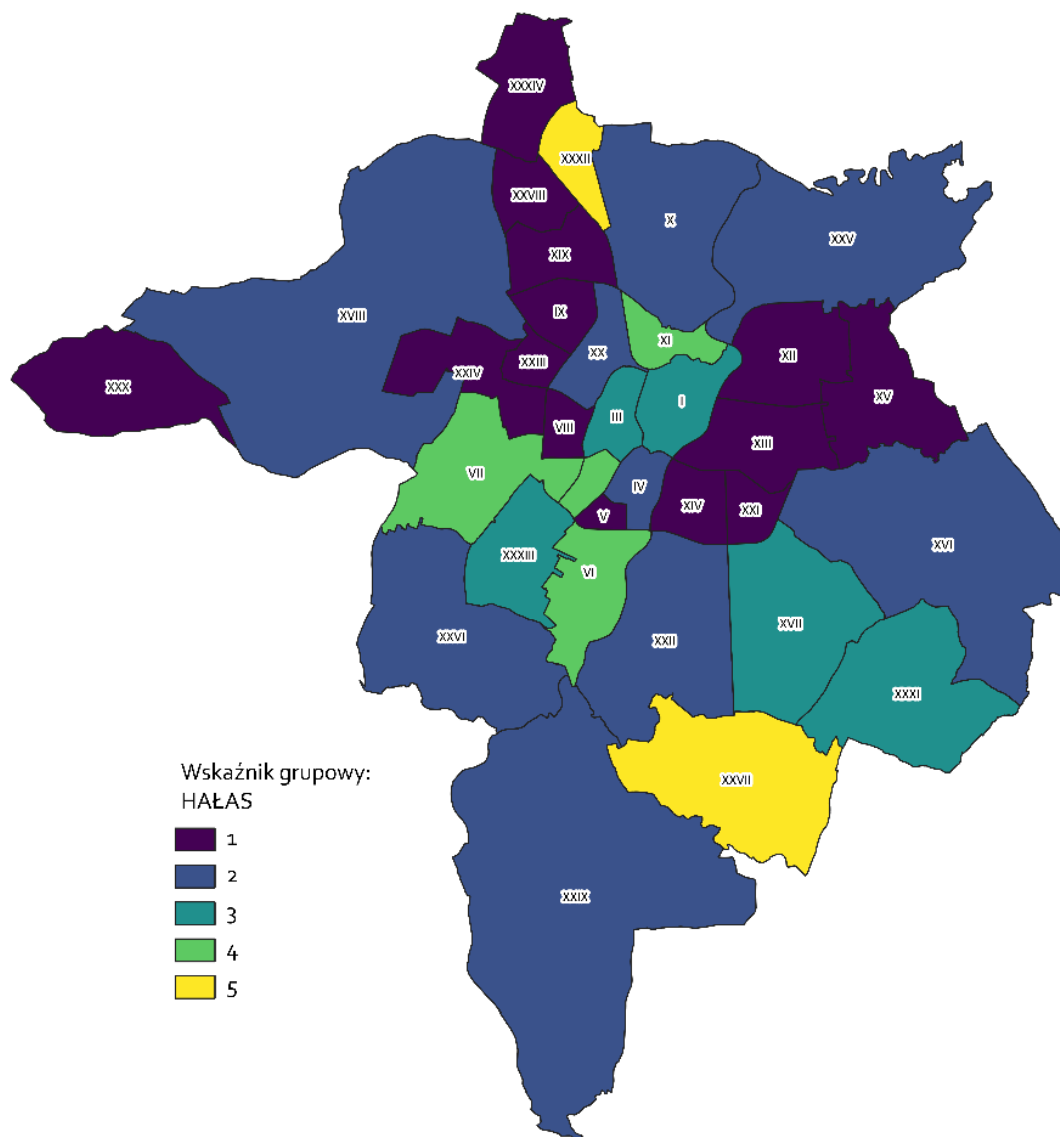 XXXIV
XXXII
XXVIII
X
XXV
XIX
IX
XVIII
XX
XI
XII
XXIII
XXIV
XXX
XV
III
I
VIII
XIII
VII
IV
XIV
XXI
V
XVI
XXXIII
VI
XXVI
XXII
XVII
XXXI
Wskaźnik grupowy:
HAŁAS
XXVII
1
2
3
XXIX
4
5